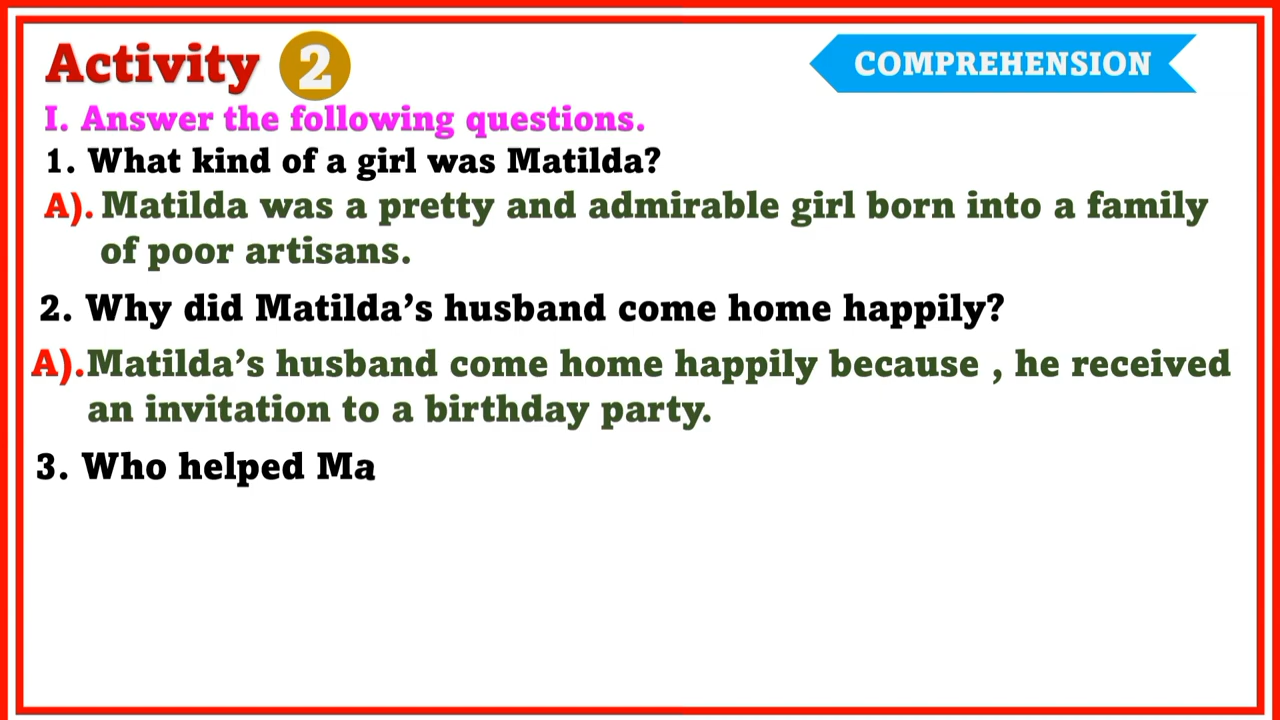 Activity 2
COMPREHENSION
I. Answer the following questions.
1. What kind of a girl was Matilda?
A). Matilda was a pretty and admirable girl born into a family
of poor artisans.
2. Why did Matilda’s husband come home happily?
A).Matilda’s husband come home happily because , he received
an invitation to a birthday party.
3. Who helped Ma